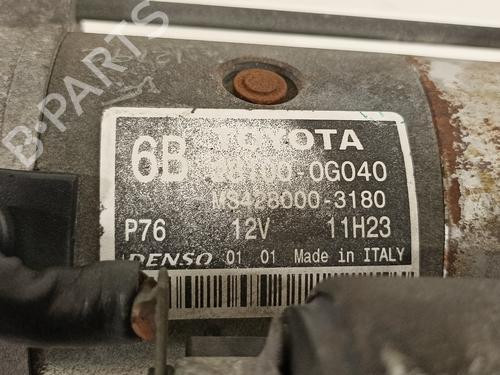 B-PARTS
TOYOTA
6B 28100-0G040
MS428000-3180
P76 12V 11H23
DENSO 01 01 Made in ITALY